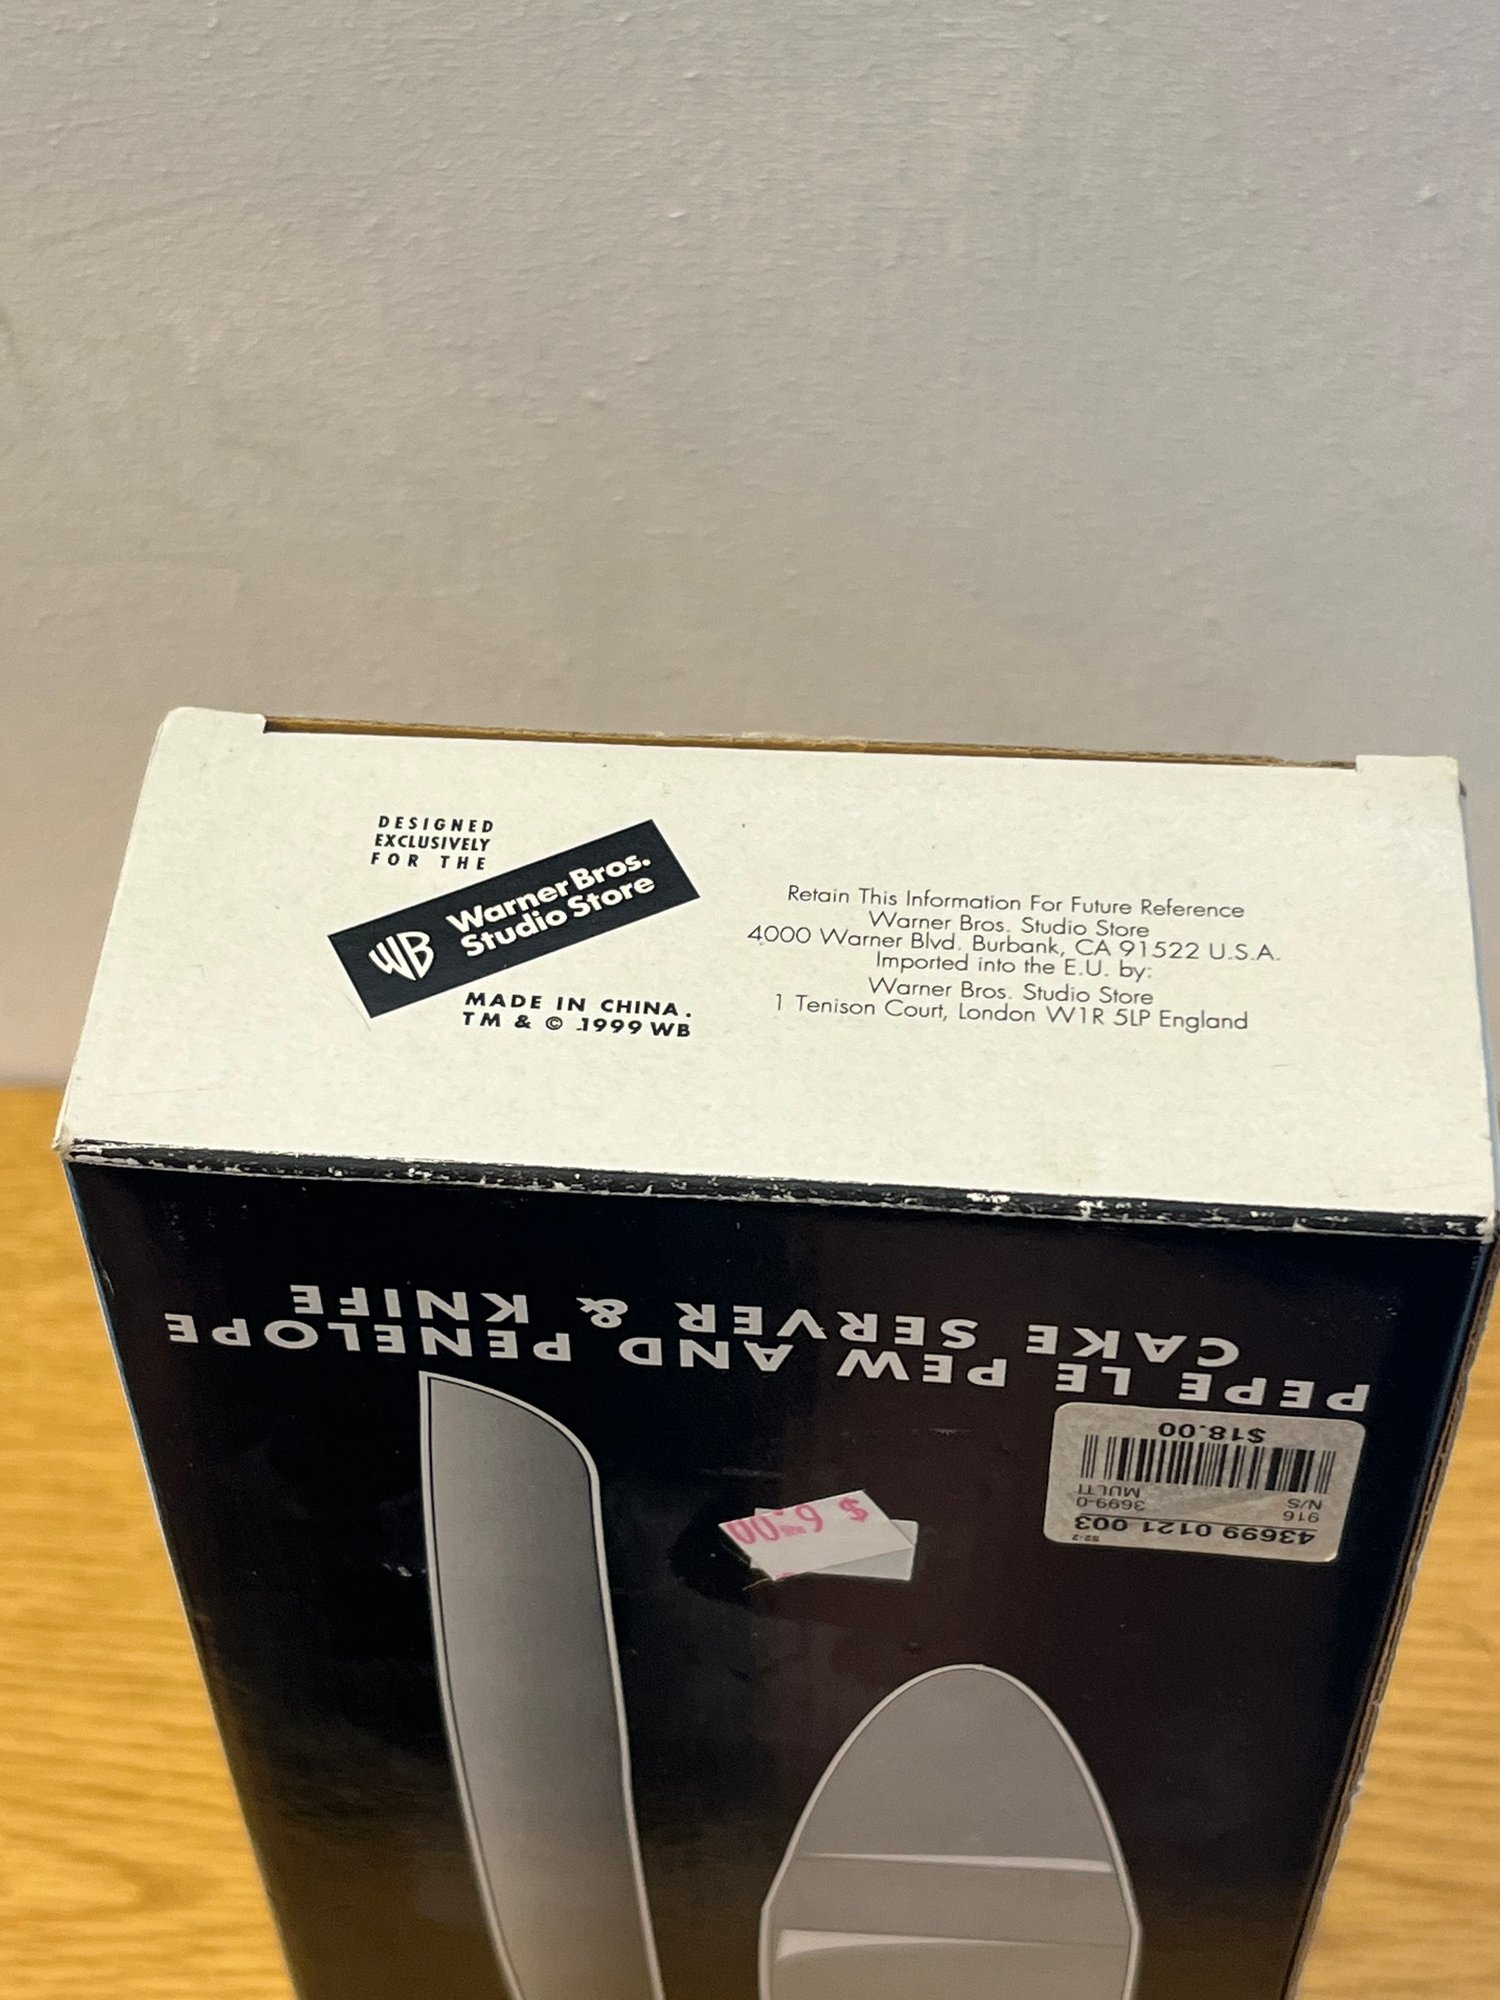 DESIGNED
EXCLUSIVELY
FOR THE
WB Warner Bros.
Studio Store
MADE IN CHINA.
TM & © 1999 WB
Retain This Information For Future Reference
Warner Bros. Studio Store
4000 Warner Blvd. Burbank, CA 91522 U.S.A.
Imported into the E.U. by:
Warner Bros. Studio Store
1 Tenison Court, London W1R 5LP England
PEPE LE PEW AND PENELOPE
CAKE SERVER & KNIFE
43699 0121 003
52-2
916 3699-0
N/S MULTI
$18.00
$ 6.00